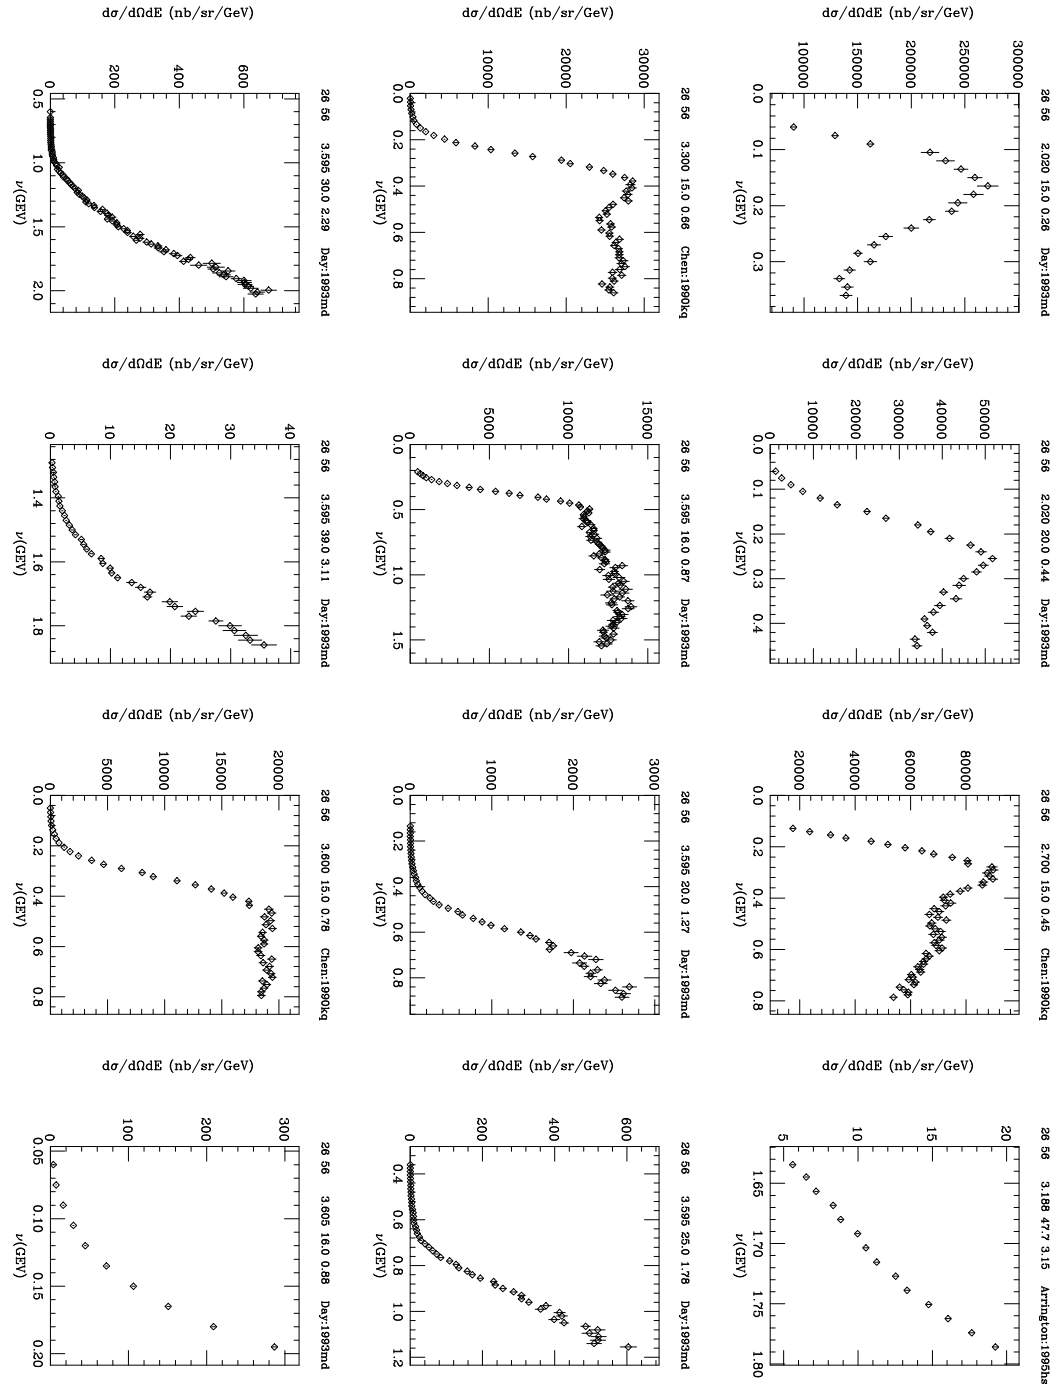 26 56 2.020 15.0 0.26 Day:1993md
dσ/dΩdE (nb/sr/GeV)
300000
250000
200000
150000
100000
0.0 0.1 0.2 0.3
ν(GEV)
26 56 2.020 20.0 0.44 Day:1993md
dσ/dΩdE (nb/sr/GeV)
50000
40000
30000
20000
10000
0
0.0 0.1 0.2 0.3 0.4
ν(GEV)
26 56 2.700 15.0 0.45 Chen:1990kq
dσ/dΩdE (nb/sr/GeV)
80000
60000
40000
20000
0.0 0.2 0.4 0.6 0.8
ν(GEV)
26 56 3.188 47.7 3.15 Arrington:1995hs
dσ/dΩdE (nb/sr/GeV)
20
15
10
5
1.65 1.70 1.75 1.80
ν(GEV)
26 56 3.300 15.0 0.66 Chen:1990kq
dσ/dΩdE (nb/sr/GeV)
30000
20000
10000
0
0.0 0.2 0.4 0.6 0.8
ν(GEV)
26 56 3.595 16.0 0.87 Day:1993md
dσ/dΩdE (nb/sr/GeV)
15000
10000
5000
0.0 0.5 1.0 1.5
ν(GEV)
26 56 3.595 20.0 1.27 Day:1993md
dσ/dΩdE (nb/sr/GeV)
3000
2000
1000
0
0.0 0.2 0.4 0.6 0.8
ν(GEV)
26 56 3.595 25.0 1.78 Day:1993md
dσ/dΩdE (nb/sr/GeV)
600
400
200
0
0.4 0.6 0.8 1.0 1.2
ν(GEV)
26 56 3.595 30.0 2.29 Day:1993md
dσ/dΩdE (nb/sr/GeV)
600
400
200
0
0.5 1.0 1.5 2.0
ν(GEV)
26 56 3.595 39.0 3.11 Day:1993md
dσ/dΩdE (nb/sr/GeV)
40
30
20
10
0
1.4 1.6 1.8
ν(GEV)
26 56 3.600 15.0 0.78 Chen:1990kq
dσ/dΩdE (nb/sr/GeV)
20000
15000
10000
5000
0
0.0 0.2 0.4 0.6 0.8
ν(GEV)
26 56 3.605 16.0 0.88 Day:1993md
dσ/dΩdE (nb/sr/GeV)
300
200
100
0
0.05 0.10 0.15 0.20
ν(GEV)